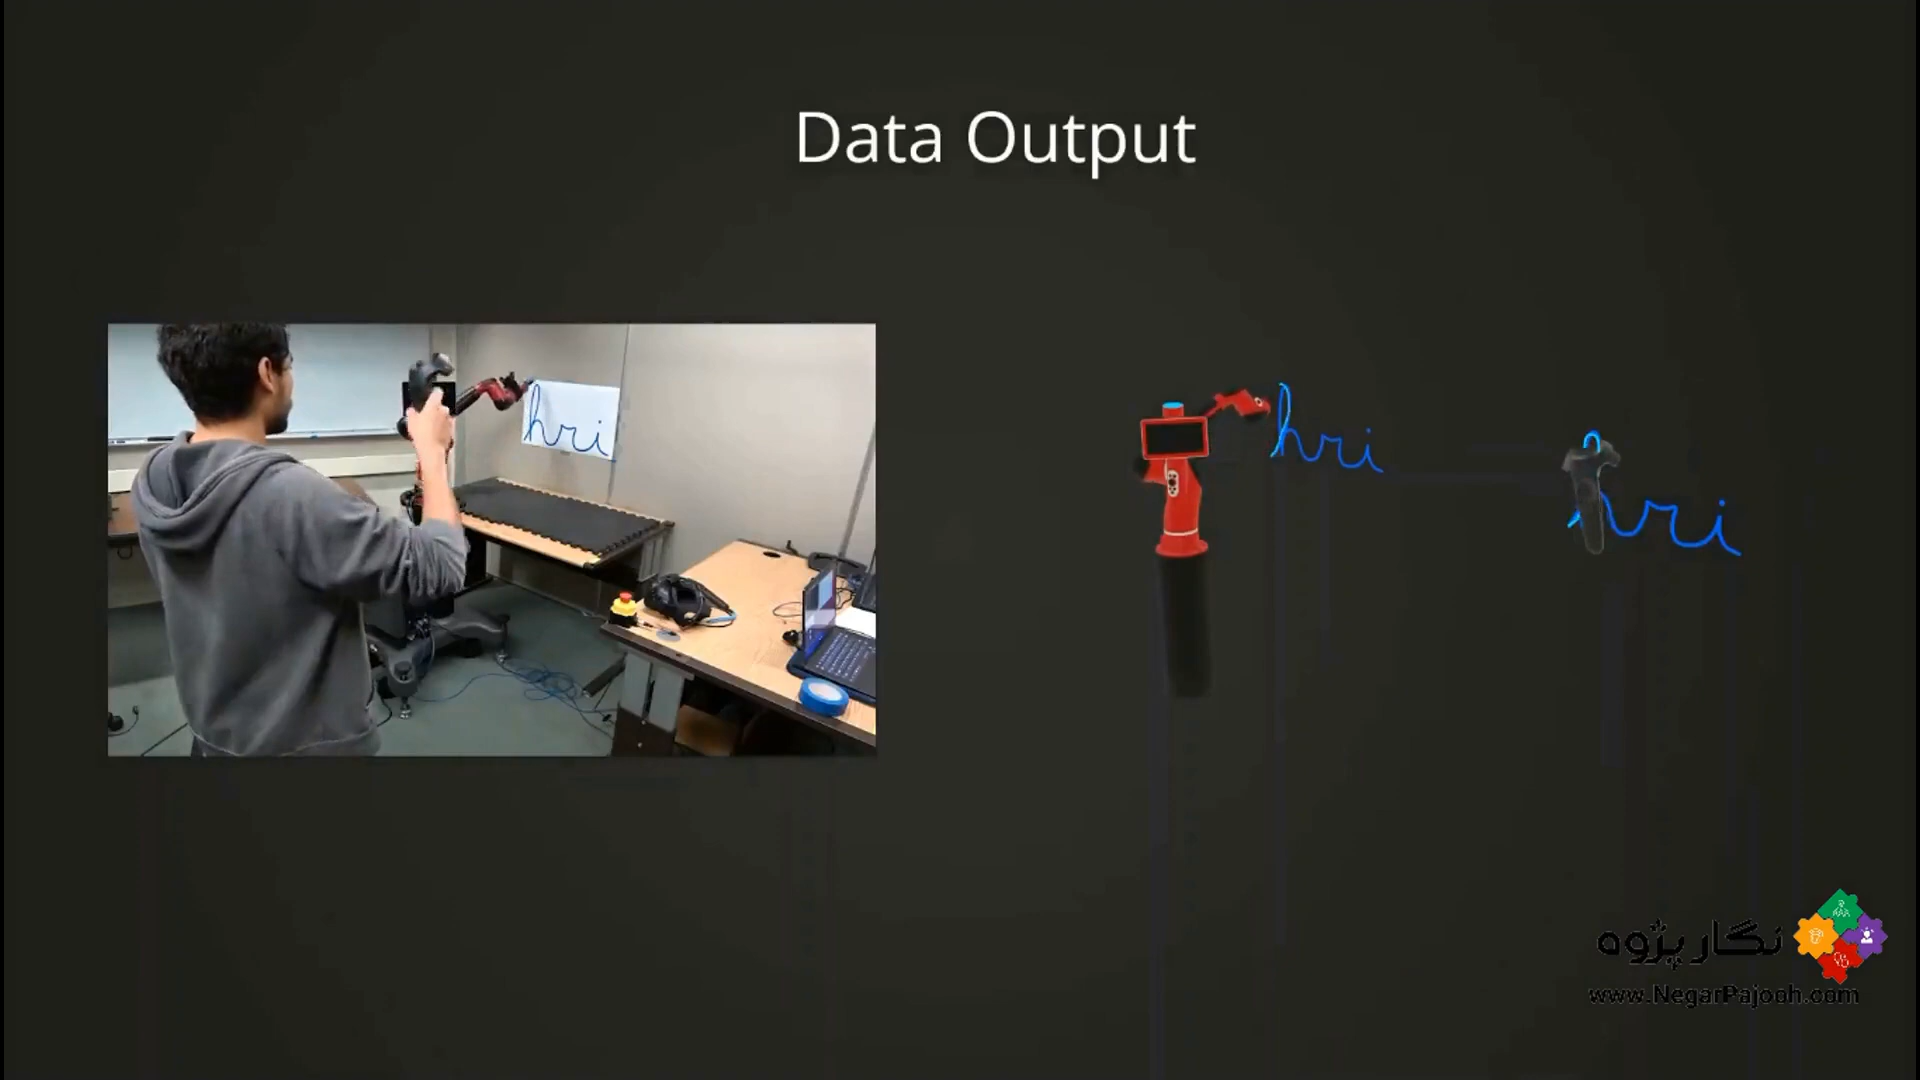 Data Output
hri
hri
hri
نگار پژوه
www.NegarPajooh.com